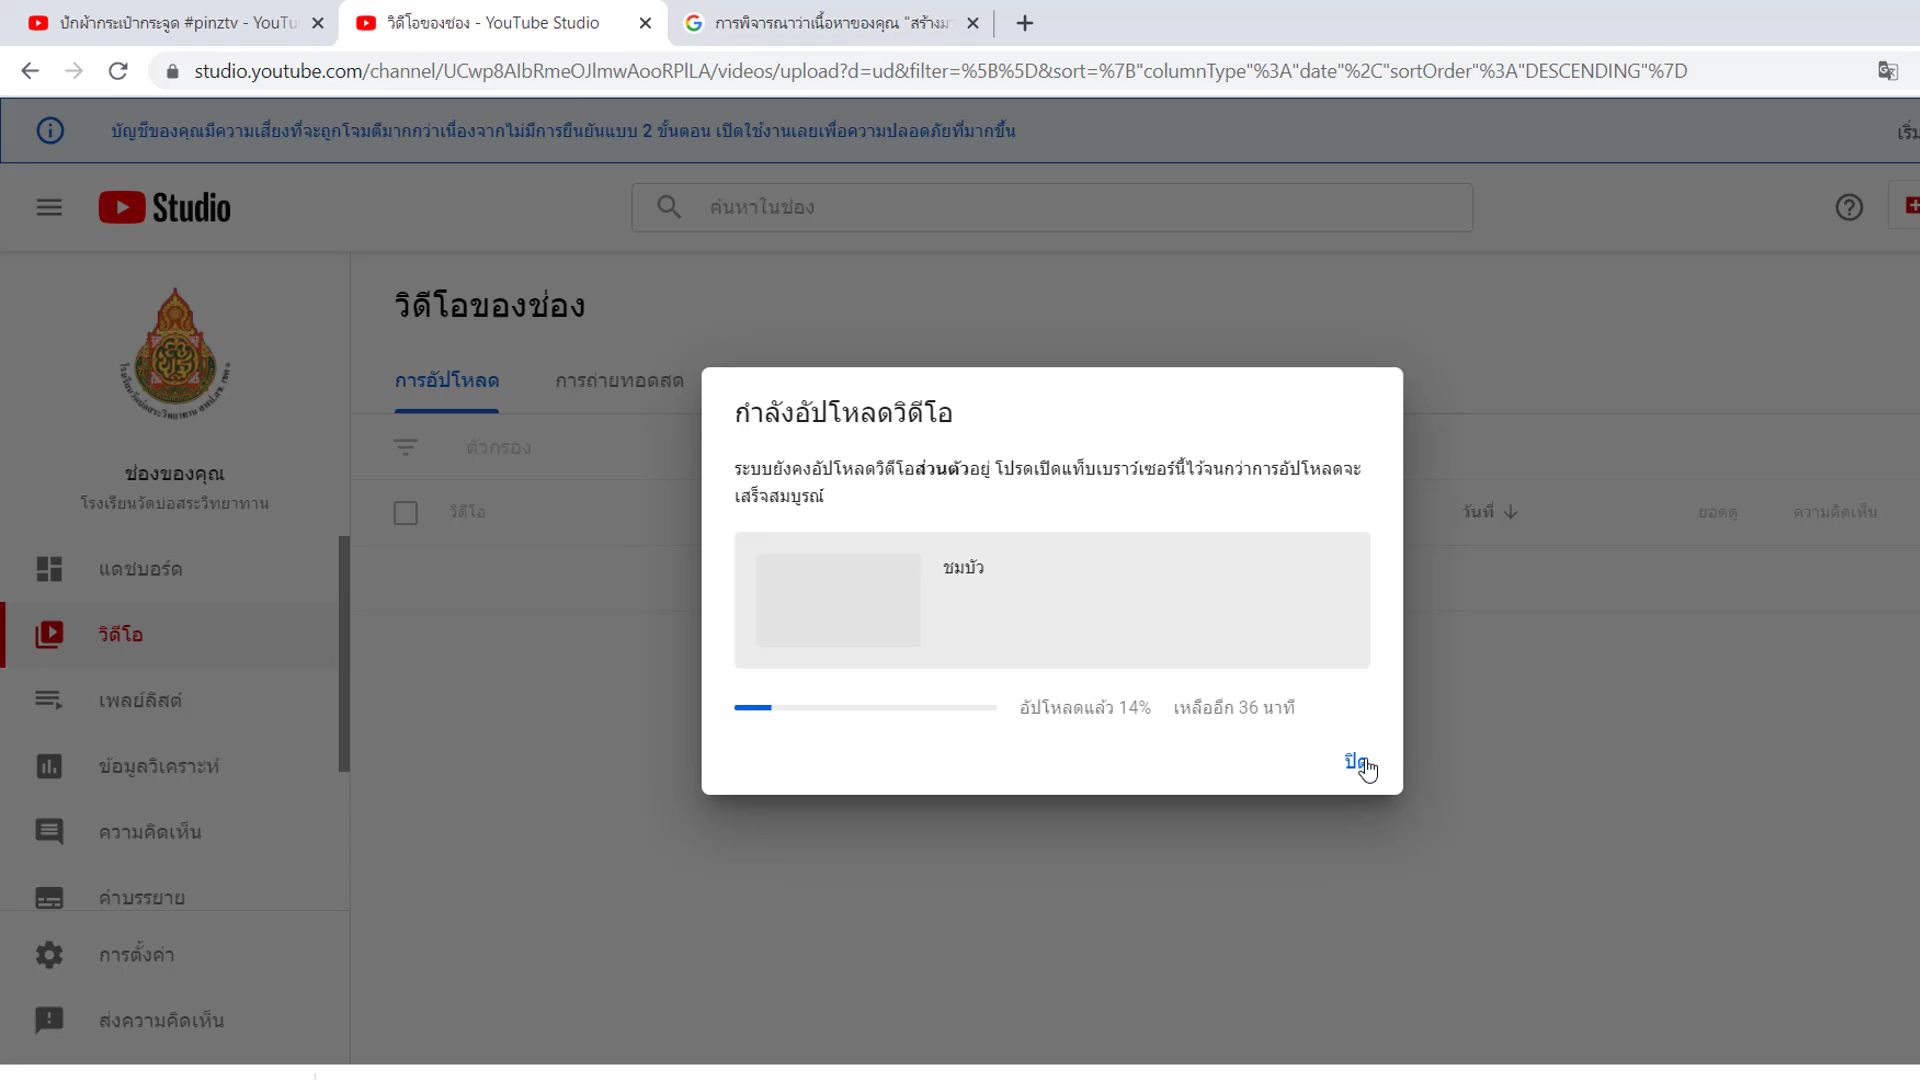 ปักผ้ากระเป๋ากระจูด #pinztv - YouTu
วิดีโอของช่อง - YouTube Studio
การพิจารณาว่าเนื้อหาของคุณ "สร้างมา
studio.youtube.com/channel/UCwp8AIbRmeOJlmwAooRPlLA/videos/upload?d=ud&filter=%5B%5D&sort=%7B"columnType"%3A"date"%2C"sortOrder"%3A"DESCENDING"%7D
บัญชีของคุณมีความเสี่ยงที่จะถูกโจมตีมากกว่าเนื่องจากไม่มีการยืนยันแบบ 2 ขั้นตอน เปิดใช้งานเลยเพื่อความปลอดภัยที่มากขึ้น
เริ่ม
Studio
ค้นหาในช่อง
วิดีโอของช่อง
การอัปโหลด
การถ่ายทอดสด
ตัวกรอง
วิดีโอ
วันที่
ยอดดู
ความคิดเห็น
ช่องของคุณ
โรงเรียนวัดบ่อสระวิทยาทาน
แดชบอร์ด
วิดีโอ
เพลย์ลิสต์
ข้อมูลวิเคราะห์
ความคิดเห็น
คำบรรยาย
การตั้งค่า
ส่งความคิดเห็น
กำลังอัปโหลดวิดีโอ
ระบบยังคงอัปโหลดวิดีโอส่วนตัวอยู่ โปรดเปิดแท็บเบราว์เซอร์นี้ไว้จนกว่าการอัปโหลดจะ
เสร็จสมบูรณ์
ชมบัว
อัปโหลดแล้ว 14%
เหลืออีก 36 นาที
ปิด